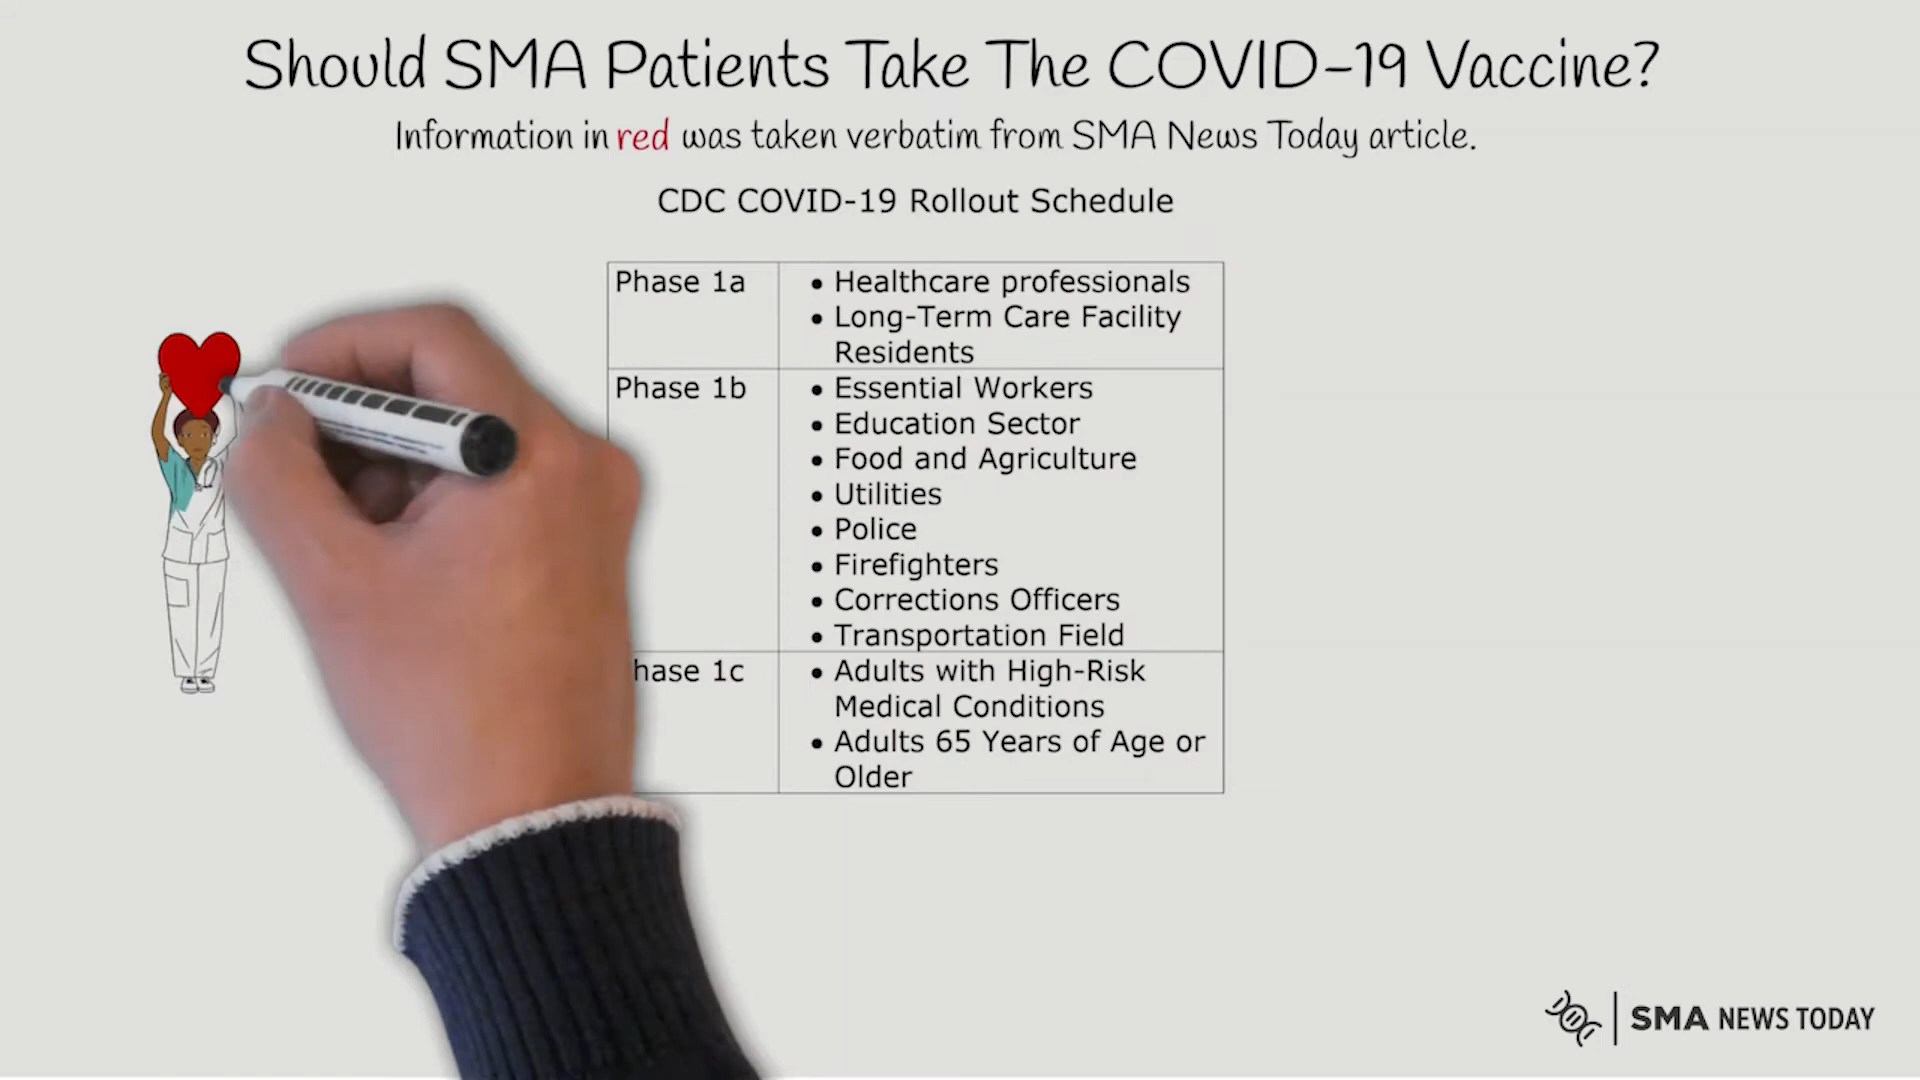 Should SMA Patients Take The COVID-19 Vaccine?
Information in red was taken verbatim from SMA News Today article.
CDC COVID-19 Rollout Schedule
Phase 1a
• Healthcare professionals
• Long-Term Care Facility
Residents
Phase 1b
• Essential Workers
• Education Sector
• Food and Agriculture
• Utilities
• Police
• Firefighters
• Corrections Officers
• Transportation Field
hase 1c
• Adults with High-Risk
Medical Conditions
• Adults 65 Years of Age or
Older
SMA NEWS TODAY